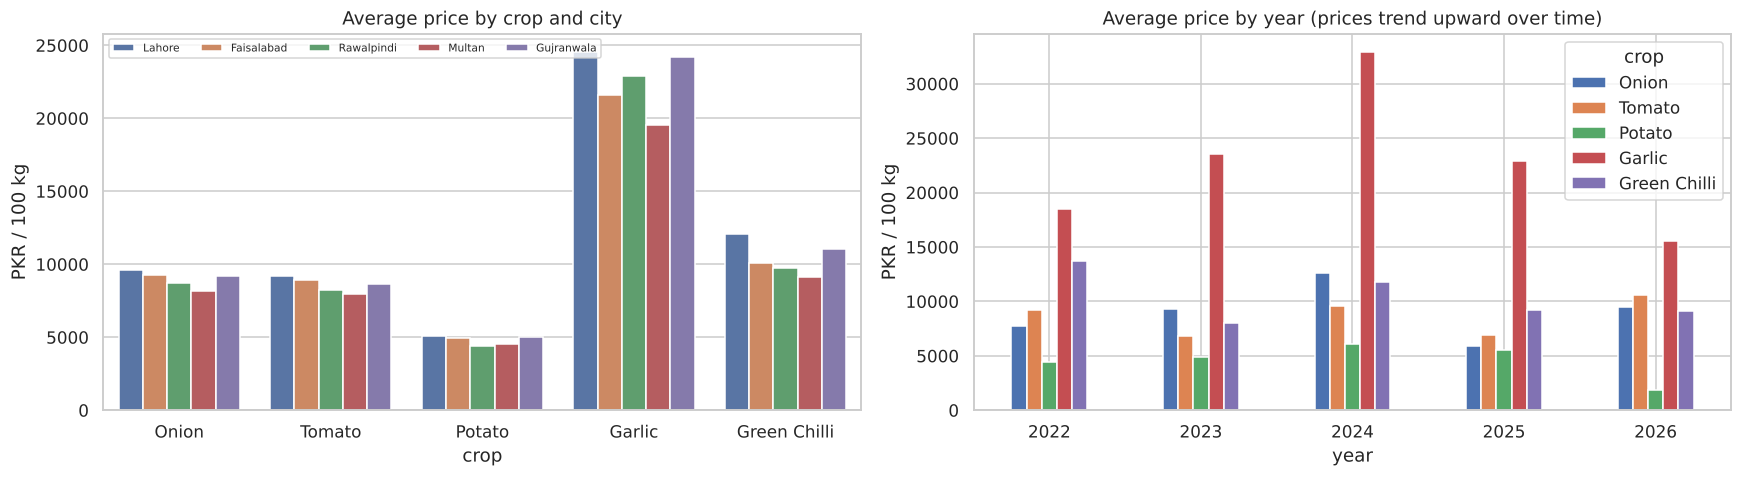 Average price by crop and city
Lahore Faisalabad Rawalpindi Multan Gujranwala
25000
20000
15000
10000
5000
0
PKR / 100 kg
Onion Tomato Potato Garlic Green Chilli
crop
Average price by year (prices trend upward over time)
crop
Onion
Tomato
Potato
Garlic
Green Chilli
30000
25000
20000
15000
10000
5000
0
PKR / 100 kg
2022 2023 2024 2025 2026
year